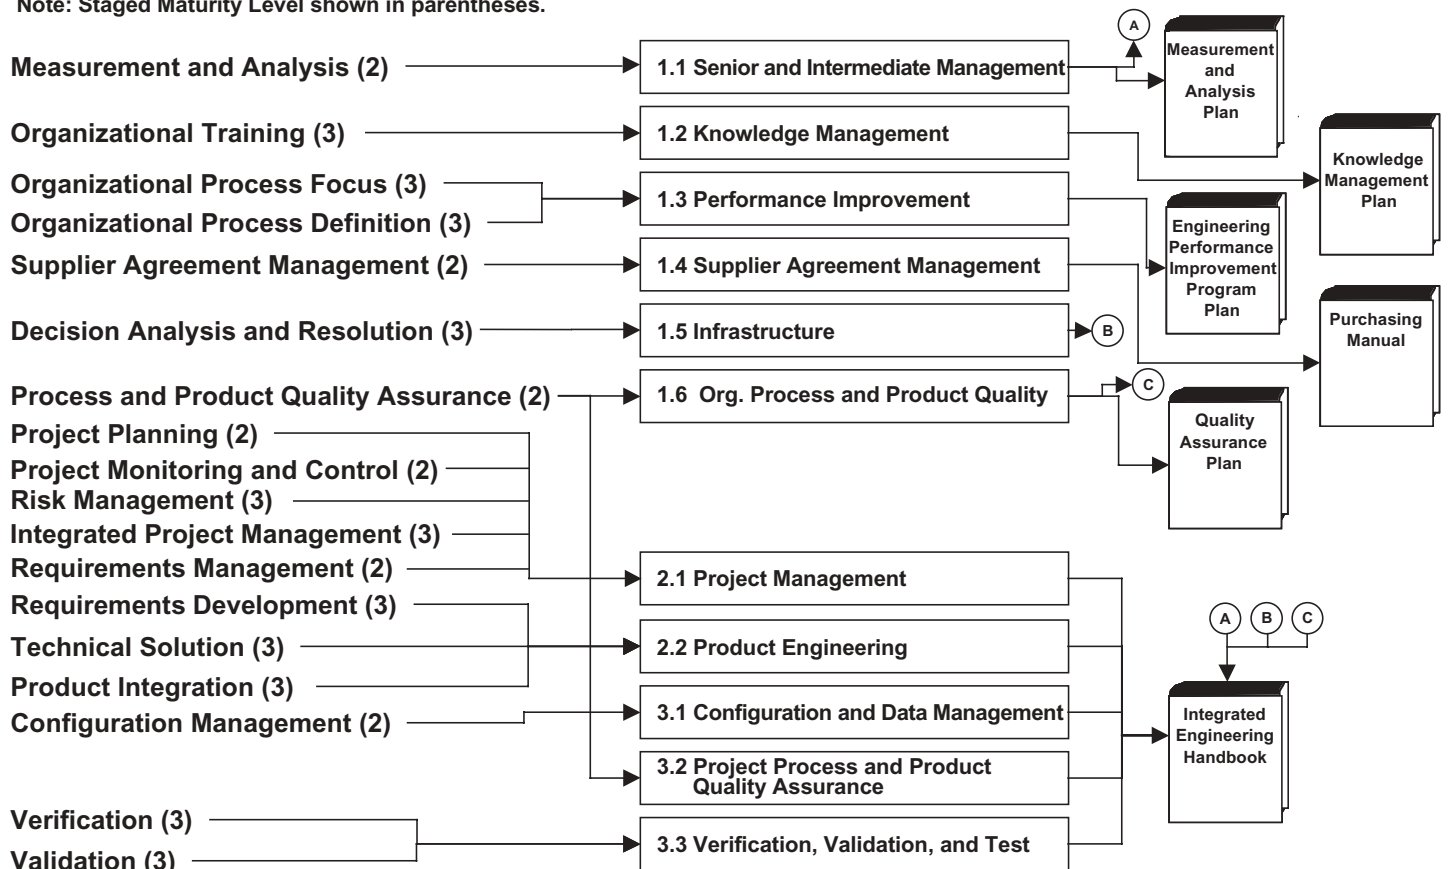 Note: Staged Maturity Level shown in parentheses.
Measurement and Analysis (2)
Organizational Training (3)
Organizational Process Focus (3)
Organizational Process Definition (3)
Supplier Agreement Management (2)
Decision Analysis and Resolution (3)
Process and Product Quality Assurance (2)
Project Planning (2)
Project Monitoring and Control (2)
Risk Management (3)
Integrated Project Management (3)
Requirements Management (2)
Requirements Development (3)
Technical Solution (3)
Product Integration (3)
Configuration Management (2)
Verification (3)
Validation (3)
1.1 Senior and Intermediate Management
1.2 Knowledge Management
1.3 Performance Improvement
1.4 Supplier Agreement Management
1.5 Infrastructure
1.6 Org. Process and Product Quality
2.1 Project Management
2.2 Product Engineering
3.1 Configuration and Data Management
3.2 Project Process and Product
Quality Assurance
3.3 Verification, Validation, and Test
A
Measurement
and
Analysis
Plan
Knowledge
Management
Plan
Engineering
Performance
Improvement
Program
Plan
B
Purchasing
Manual
C
Quality
Assurance
Plan
A
B
C
Integrated
Engineering
Handbook